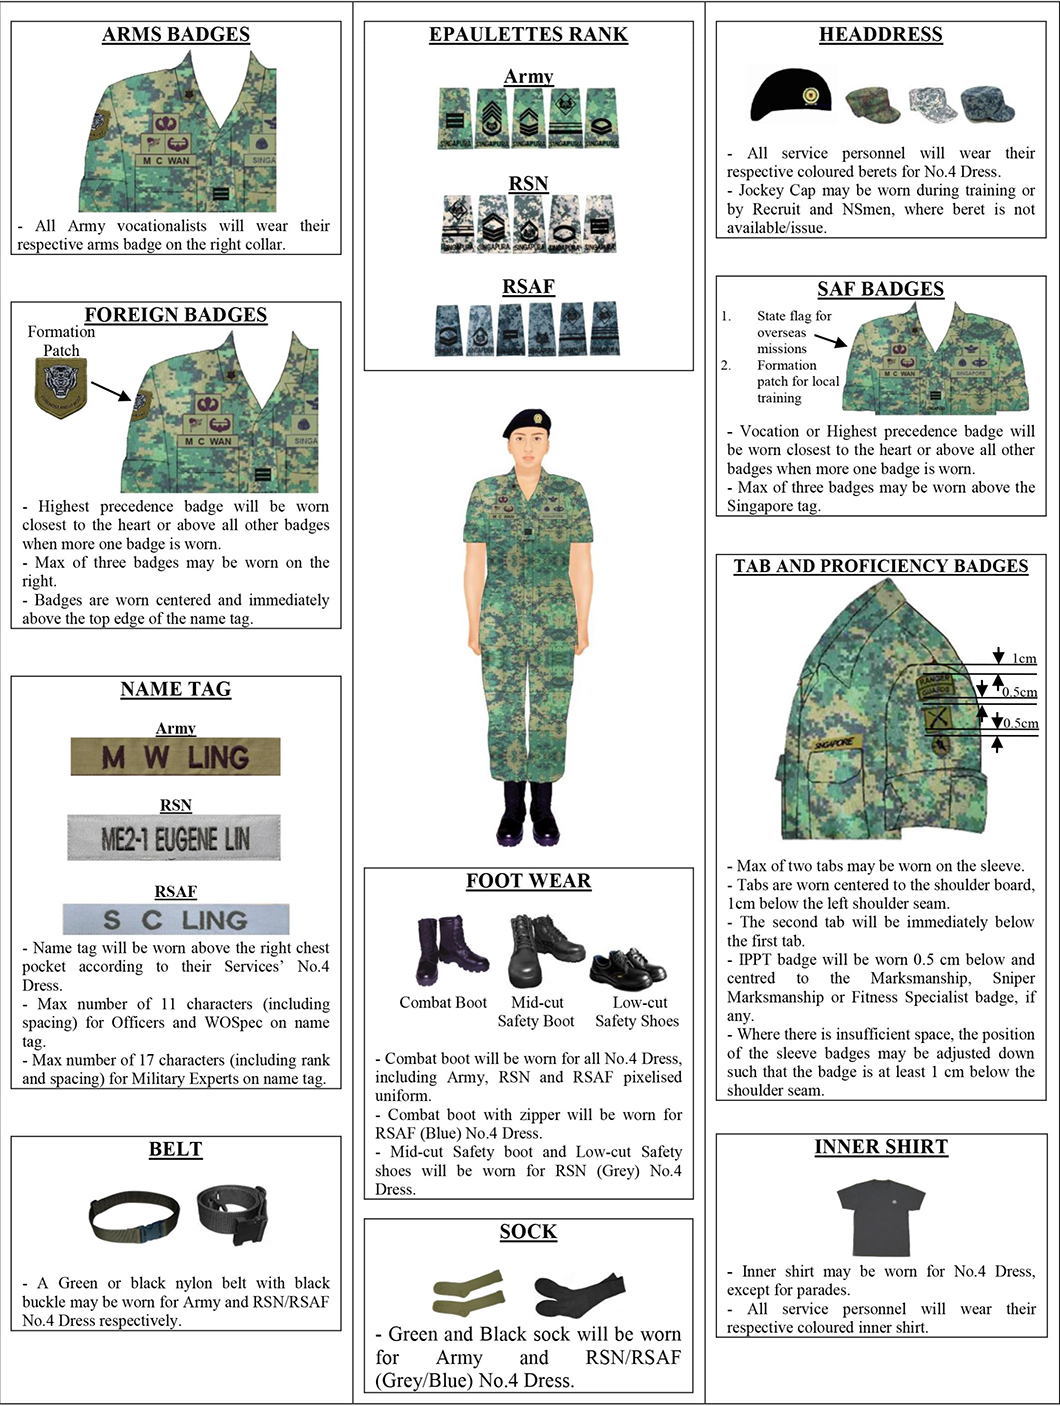 ARMS BADGES
M C WAN
SINGA
- All Army vocationalists will wear their
respective arms badge on the right collar.
FOREIGN BADGES
Formation
Patch
M C WAN
SINGA
- Highest precedence badge will be worn
closest to the heart or above all other badges
when more one badge is worn.
- Max of three badges may be worn on the
right.
- Badges are worn centered and immediately
above the top edge of the name tag.
NAME TAG
Army
M W LING
RSN
ME2-1 EUGENE LIN
RSAF
S C LING
- Name tag will be worn above the right chest
pocket according to their Services’ No.4
Dress.
- Max number of 11 characters (including
spacing) for Officers and WOSpec on name
tag.
- Max number of 17 characters (including rank
and spacing) for Military Experts on name tag.
BELT
- A Green or black nylon belt with black
buckle may be worn for Army and RSN/RSAF
No.4 Dress respectively.
EPAULETTES RANK
Army
SINGAPURA SINGAPURA SINGAPURA SINGAPURA SINGAPURA
RSN
SINGAPURA SINGAPURA SINGAPURA SINGAPURA SINGAPURA
RSAF
M C WAN
FOOT WEAR
Combat Boot
Mid-cut
Safety Boot
Low-cut
Safety Shoes
- Combat boot will be worn for all No.4 Dress,
including Army, RSN and RSAF pixelised
uniform.
- Combat boot with zipper will be worn for
RSAF (Blue) No.4 Dress.
- Mid-cut Safety boot and Low-cut Safety
shoes will be worn for RSN (Grey) No.4
Dress.
SOCK
- Green and Black sock will be worn
for Army and RSN/RSAF
(Grey/Blue) No.4 Dress.
HEADDRESS
- All service personnel will wear their
respective coloured berets for No.4 Dress.
- Jockey Cap may be worn during training or
by Recruit and NSmen, where beret is not
available/issue.
SAF BADGES
1. State flag for
overseas
missions
2. Formation
patch for local
training
M C WAN
SINGAPORE
- Vocation or Highest precedence badge will
be worn closest to the heart or above all other
badges when more one badge is worn.
- Max of three badges may be worn above the
Singapore tag.
TAB AND PROFICIENCY BADGES
1cm
RANGER
GUARDS
0.5cm
0.5cm
SINGAPORE
- Max of two tabs may be worn on the sleeve.
- Tabs are worn centered to the shoulder board,
1cm below the left shoulder seam.
- The second tab will be immediately below
the first tab.
- IPPT badge will be worn 0.5 cm below and
centred to the Marksmanship, Sniper
Marksmanship or Fitness Specialist badge, if
any.
- Where there is insufficient space, the position
of the sleeve badges may be adjusted down
such that the badge is at least 1 cm below the
shoulder seam.
INNER SHIRT
- Inner shirt may be worn for No.4 Dress,
except for parades.
- All service personnel will wear their
respective coloured inner shirt.